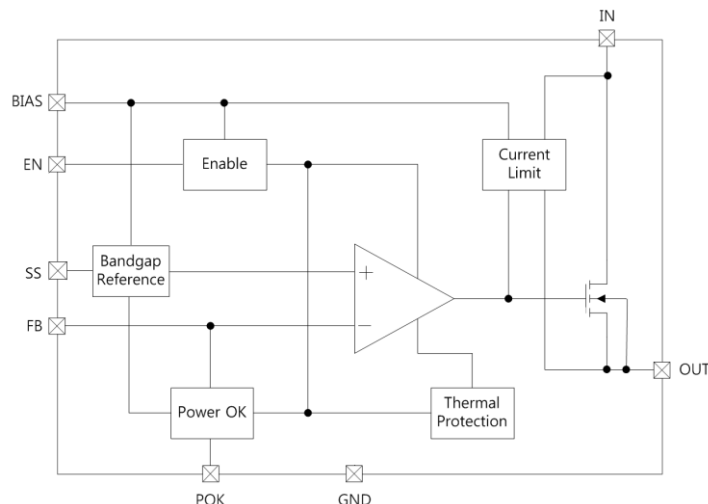 IN
BIAS
EN
Enable
Current
Limit
SS
Bandgap
Reference
+
FB
−
OUT
Power OK
Thermal
Protection
POK
GND